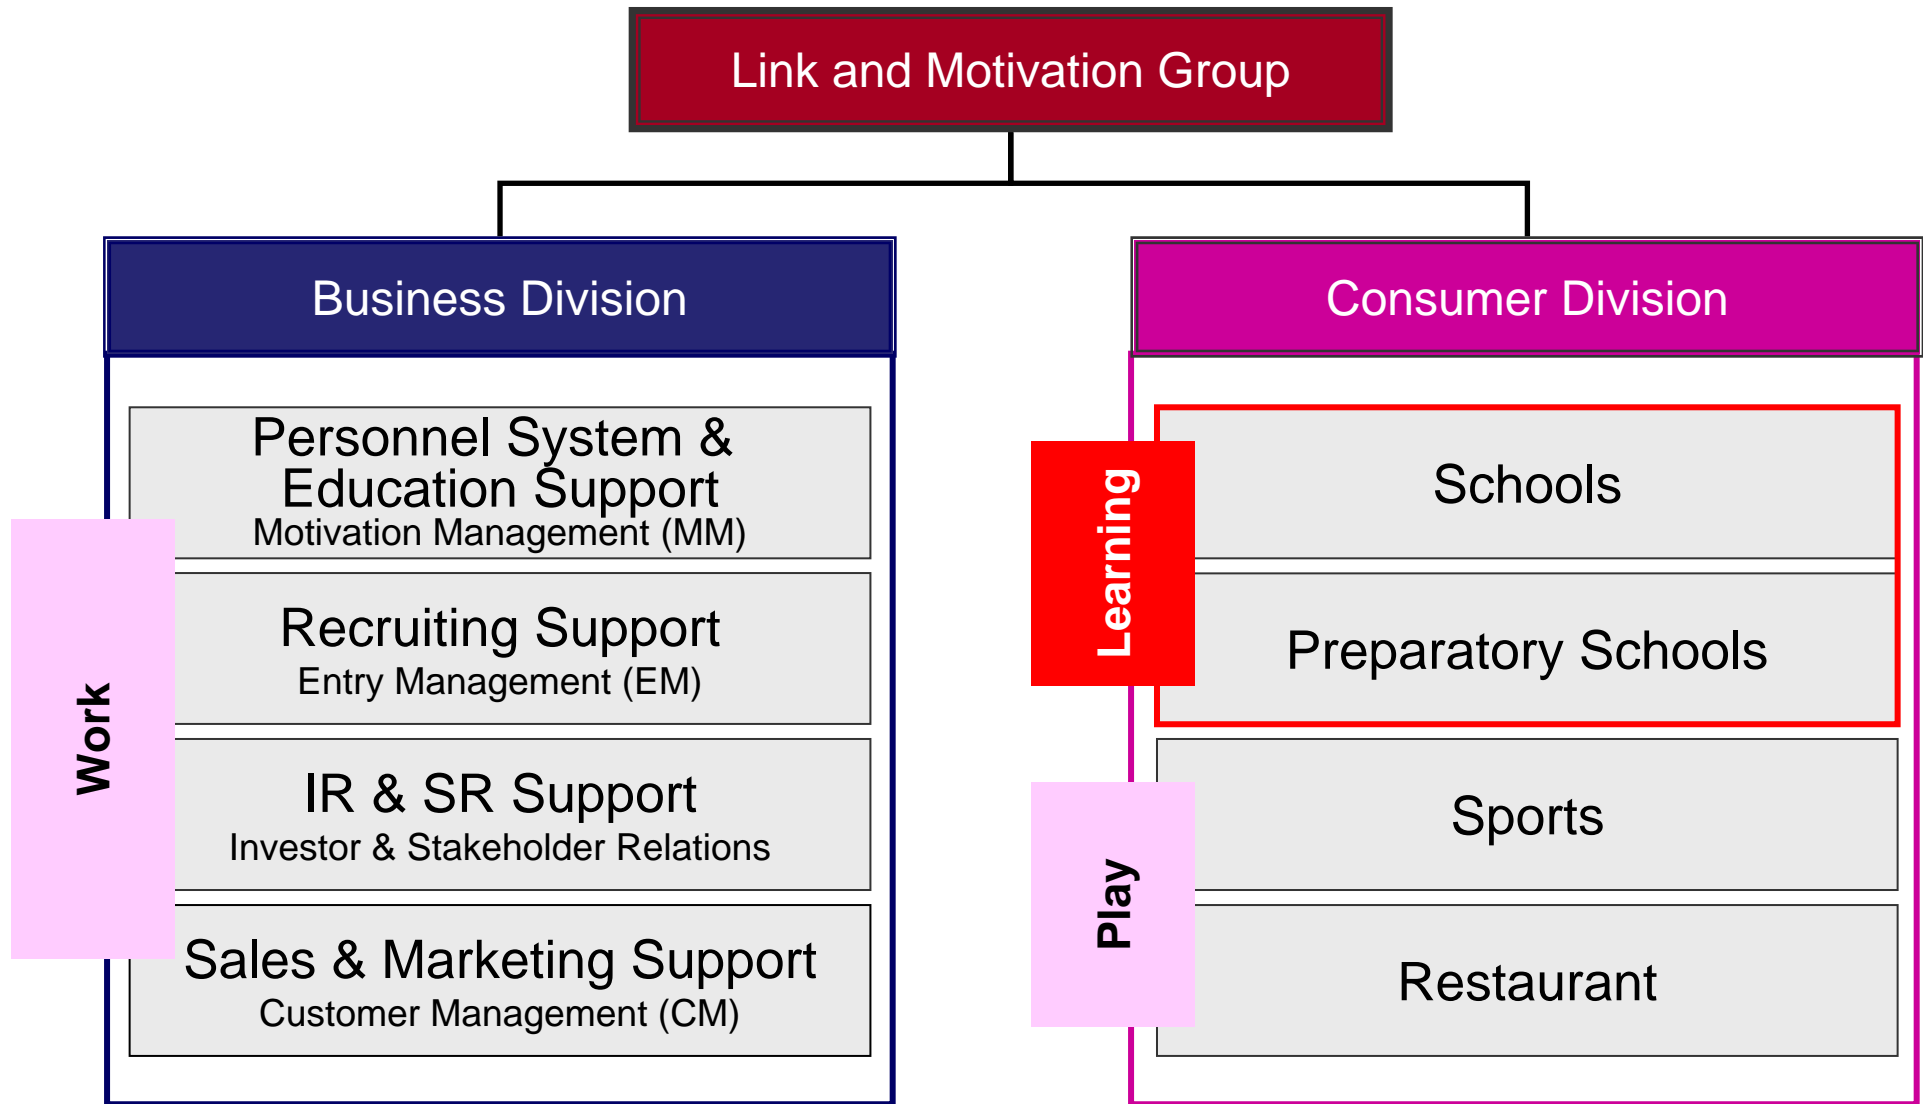 Link and Motivation Group
Business Division
Work
Personnel System &
Education Support
Motivation Management (MM)
Recruiting Support
Entry Management (EM)
IR & SR Support
Investor & Stakeholder Relations
Sales & Marketing Support
Customer Management (CM)
Consumer Division
Learning
Schools
Preparatory Schools
Play
Sports
Restaurant